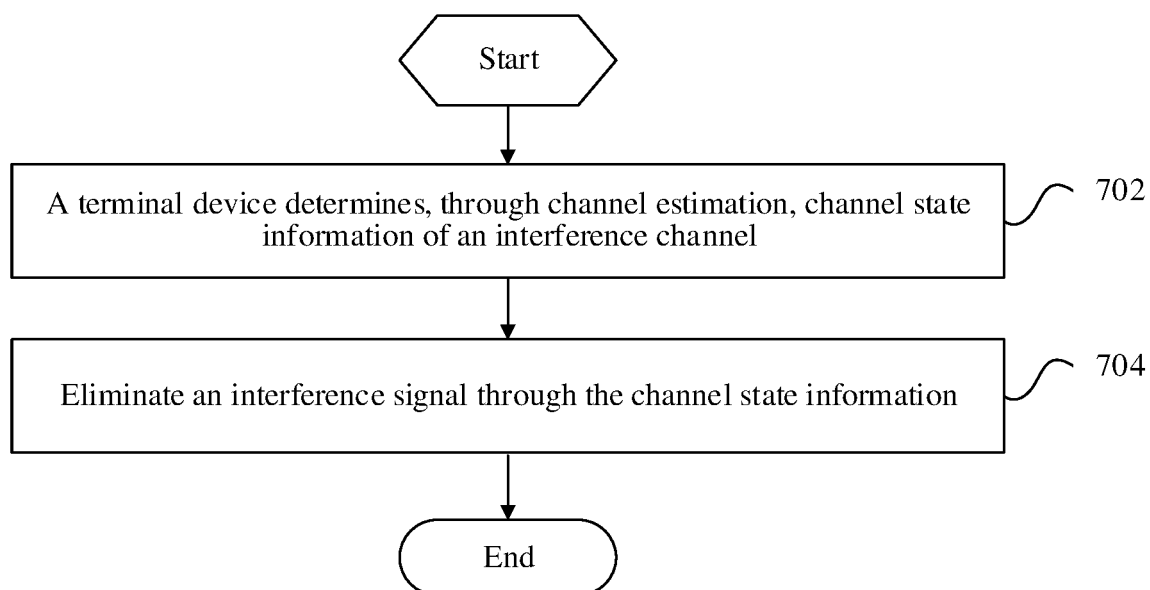 Start
A terminal device determines, through channel estimation, channel state
information of an interference channel
702
Eliminate an interference signal through the channel state information
704
End